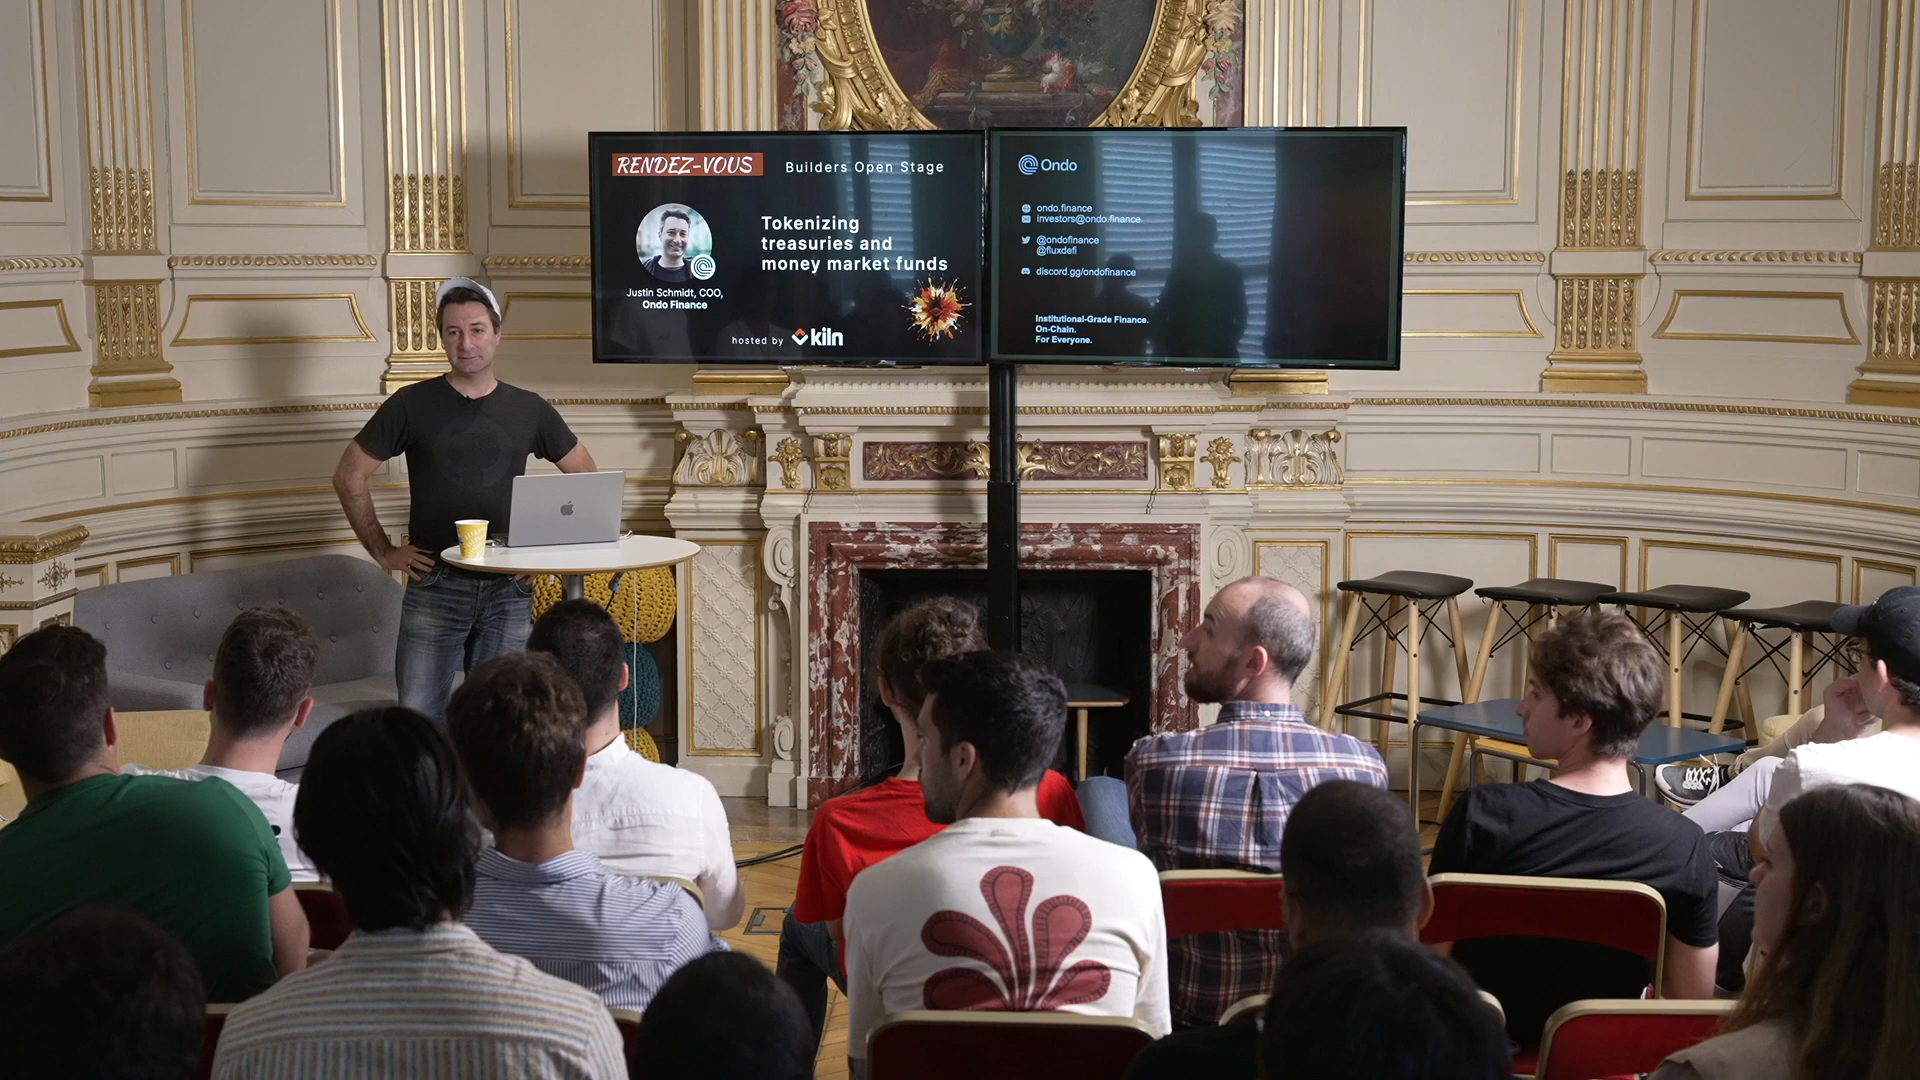 RENDEZ-VOUS
Builders Open Stage
Tokenizing
treasuries and
money market funds
Justin Schmidt, COO,
Ondo Finance
hosted by kiln
Ondo
ondo.finance
investors@ondo.finance
@ondofinance
@fluxdefi
discord.gg/ondofinance
Institutional-Grade Finance.
On-Chain.
For Everyone.